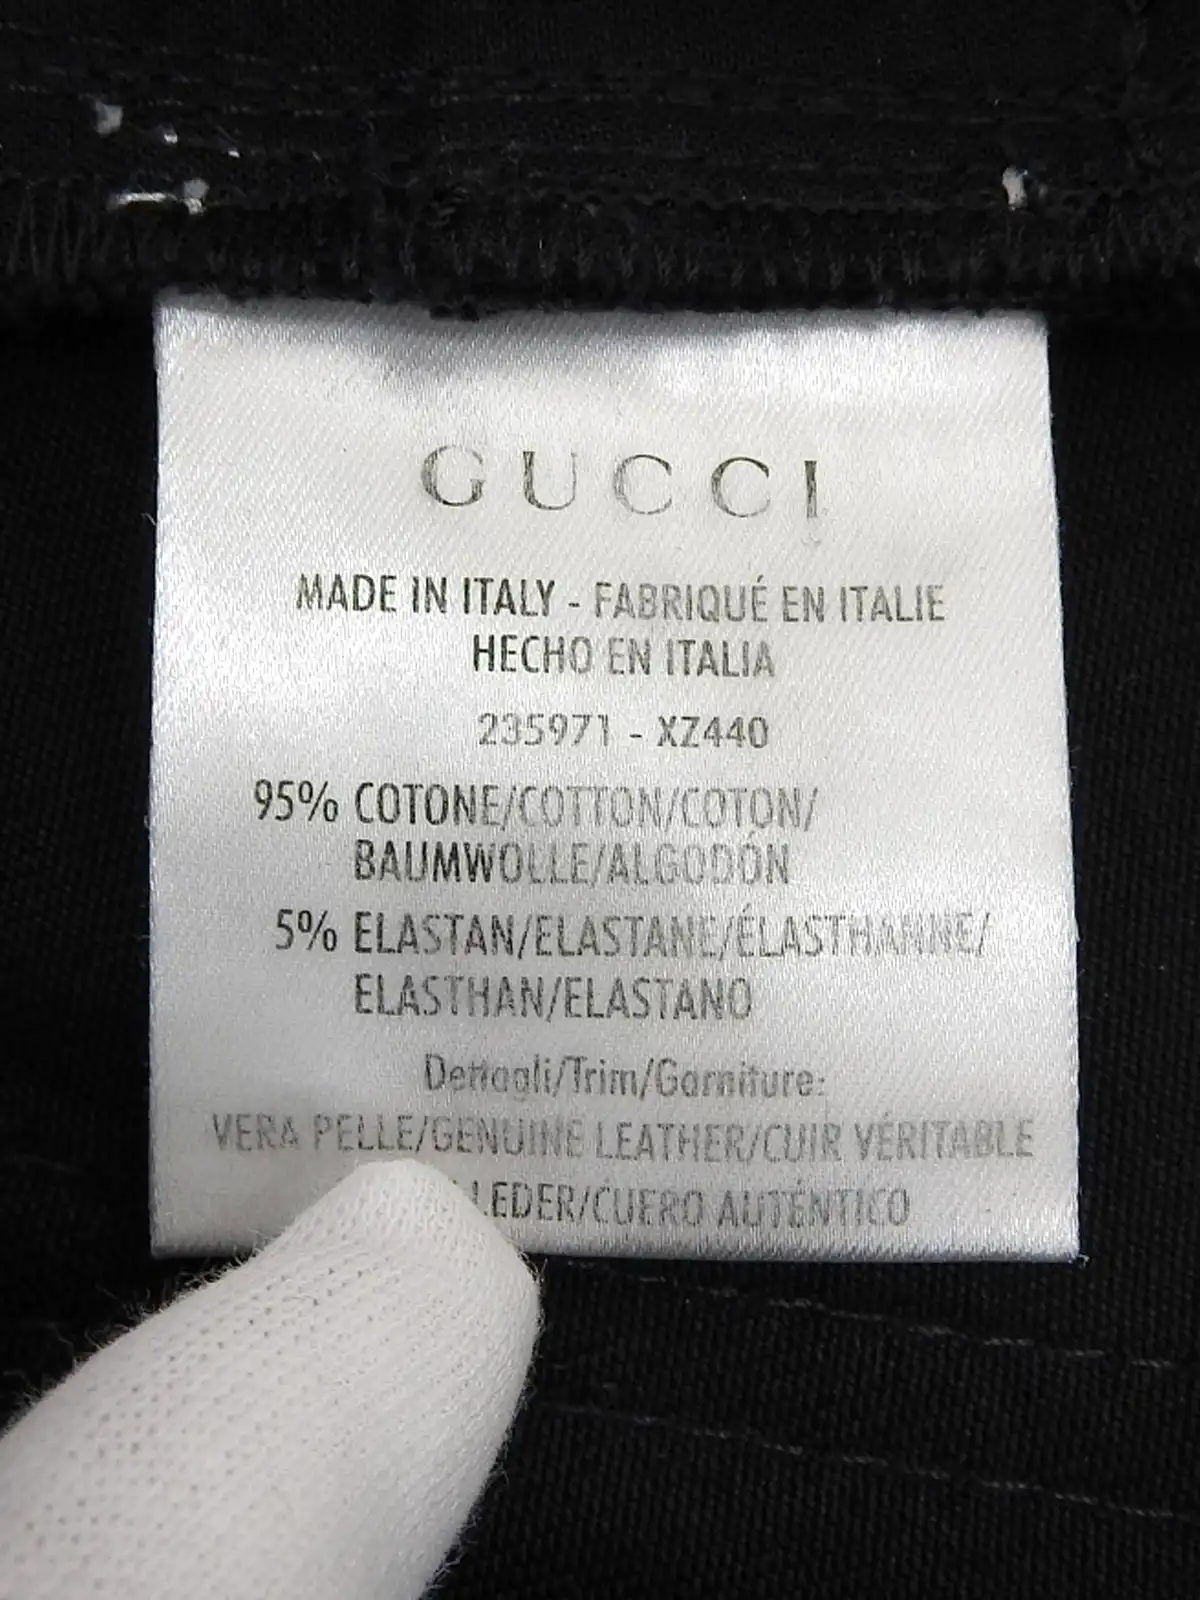 GUCCI
MADE IN ITALY - FABRIQUÉ EN ITALIE
HECHO EN ITALIA
235971 - XZ440
95% COTONE/COTTON/COTON/
BAUMWOLLE/ALGODÓN
5% ELASTAN/ELASTANE/ÉLASTHANNE/
ELASTHAN/ELASTANO
Dettagli/Trim/Garniture:
VERA PELLE/GENUINE LEATHER/CUIR VÉRITABLE
LEDER/CUERO AUTÉNTICO